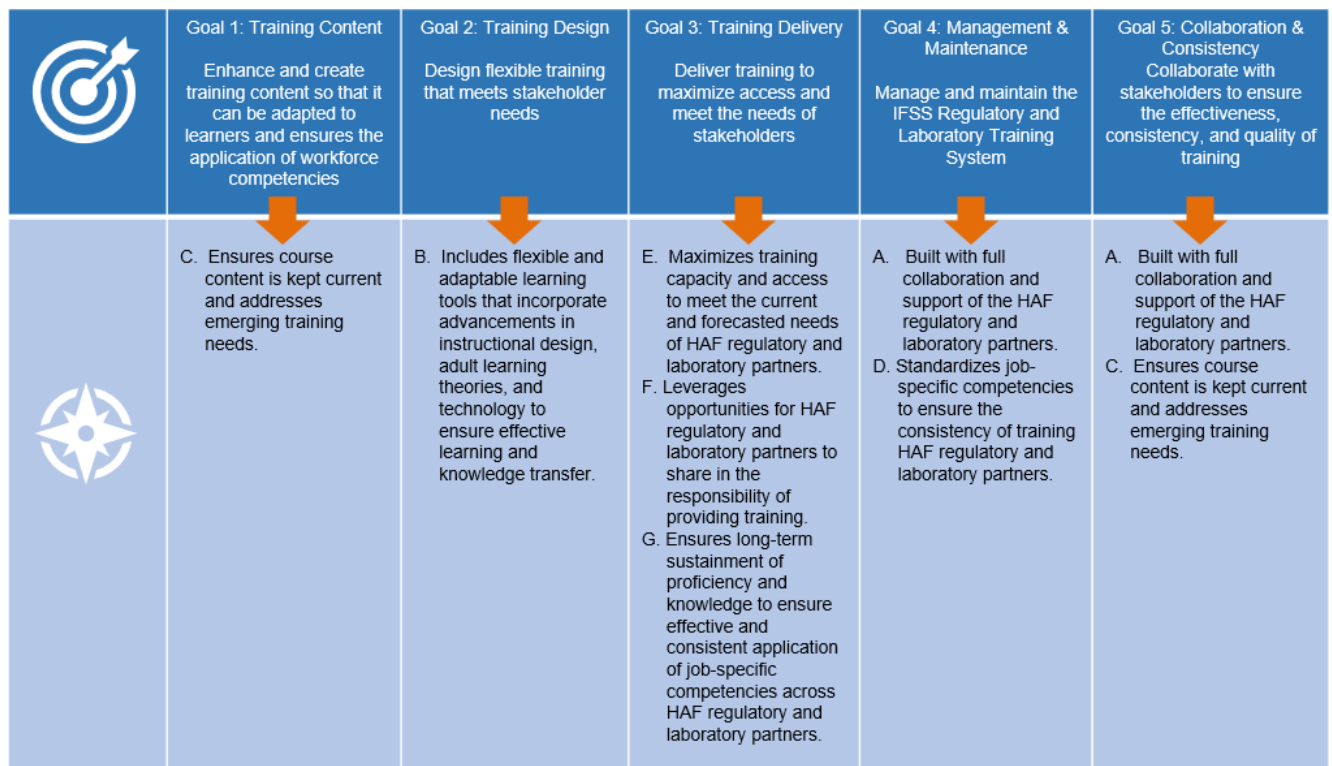 Goal 1: Training Content
Enhance and create
training content so that it
can be adapted to
learners and ensures the
application of workforce
competencies
Goal 2: Training Design
Design flexible training
that meets stakeholder
needs
Goal 3: Training Delivery
Deliver training to
maximize access and
meet the needs of
stakeholders
Goal 4: Management &
Maintenance
Manage and maintain the
IFSS Regulatory and
Laboratory Training
System
Goal 5: Collaboration &
Consistency
Collaborate with
stakeholders to ensure
the effectiveness,
consistency, and quality of
training
C. Ensures course
content is kept current
and addresses
emerging training
needs.
B. Includes flexible and
adaptable learning
tools that incorporate
advancements in
instructional design,
adult learning
theories, and
technology to
ensure effective
learning and
knowledge transfer.
E. Maximizes training
capacity and access
to meet the current
and forecasted needs
of HAF regulatory and
laboratory partners.
F. Leverages
opportunities for HAF
regulatory and
laboratory partners to
share in the
responsibility of
providing training.
G. Ensures long-term
sustainment of
proficiency and
knowledge to ensure
effective and
consistent application
of job-specific
competencies across
HAF regulatory and
laboratory partners.
A. Built with full
collaboration and
support of the HAF
regulatory and
laboratory partners.
D. Standardizes job-
specific competencies
to ensure the
consistency of training
HAF regulatory and
laboratory partners.
A. Built with full
collaboration and
support of the HAF
regulatory and
laboratory partners.
C. Ensures course
content is kept current
and addresses
emerging training
needs.